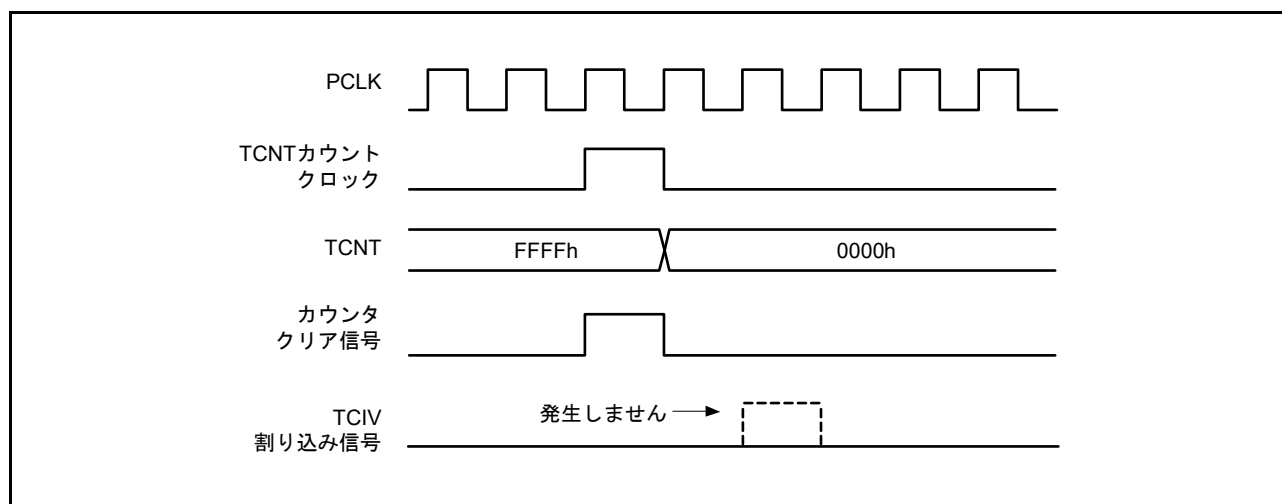 PCLK
TCNTカウント
クロック
TCNT
FFFFh
0000h
カウンタ
クリア信号
TCIV
割り込み信号
発生しません